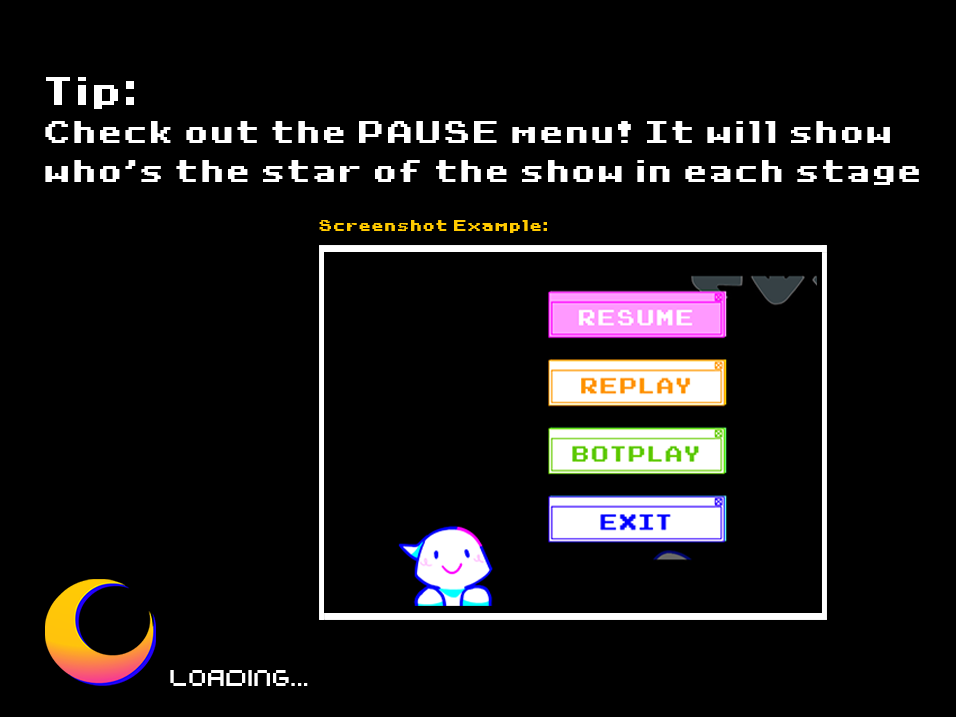 Tip:
Check out the PAUSE menu! It will show
who's the star of the show in each stage
Screenshot Example:
RESUME
REPLAY
BOTPLAY
EXIT
LOADING...